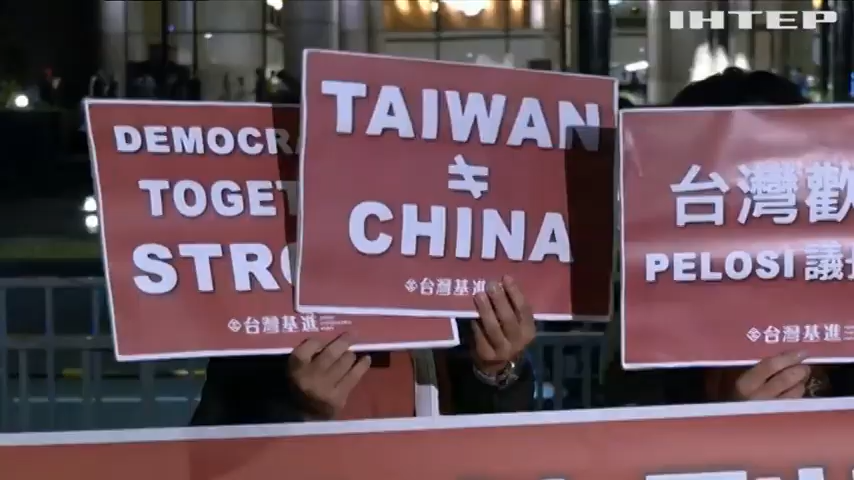 ІНТЕР
DEMOCRA
TOGET
STRO
台灣基進
TAIWAN
≠
CHINA
台灣基進
台灣歡
PELOSI 議
台灣基進